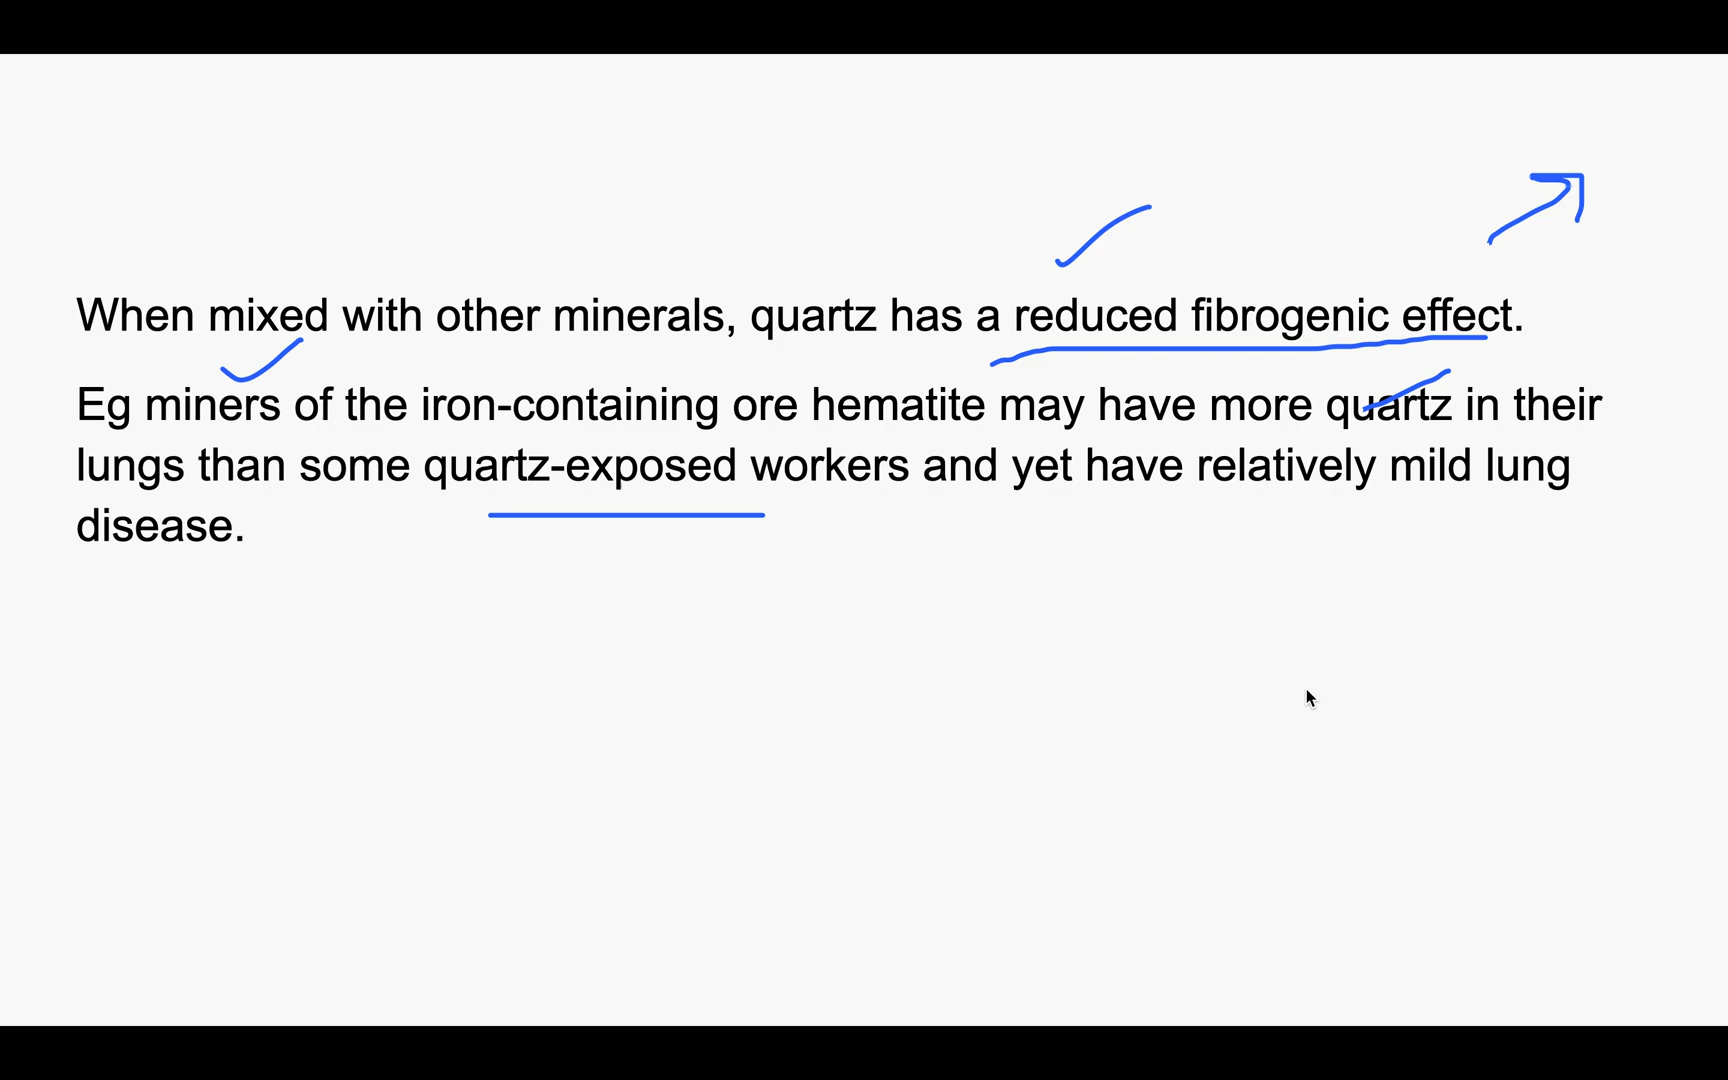 When mixed with other minerals, quartz has a reduced fibrogenic effect.
Eg miners of the iron-containing ore hematite may have more quartz in their
lungs than some quartz-exposed workers and yet have relatively mild lung
disease.